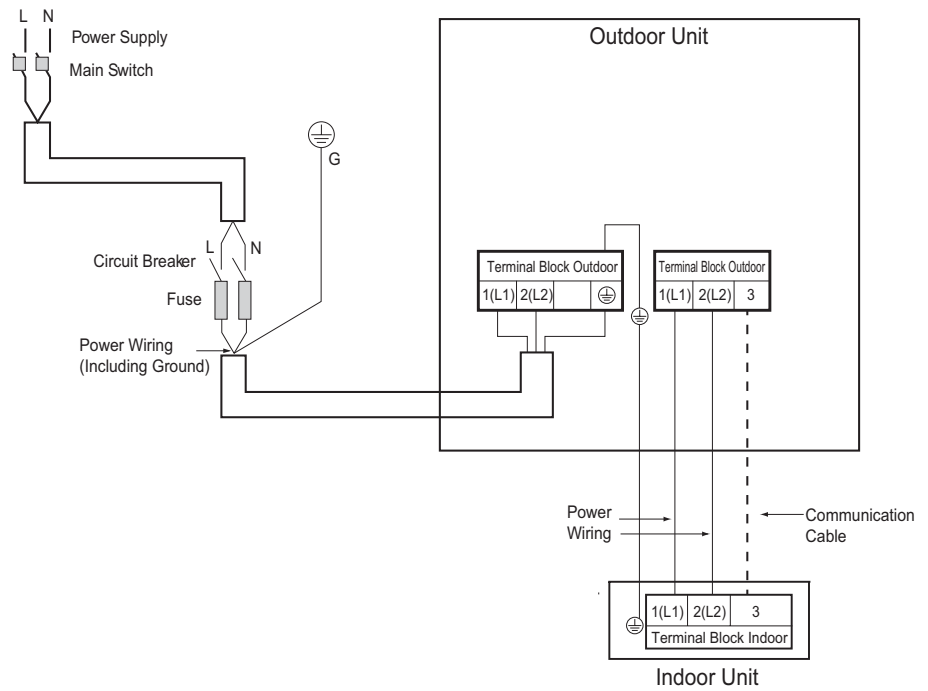 L N
Power Supply
Main Switch
Outdoor Unit
G
L N
Circuit Breaker
Fuse
Power Wiring
(Including Ground)
Terminal Block Outdoor
1(L1) 2(L2)
Terminal Block Outdoor
1(L1) 2(L2) 3
Power
Wiring
Communication
Cable
1(L1) 2(L2) 3
Terminal Block Indoor
Indoor Unit